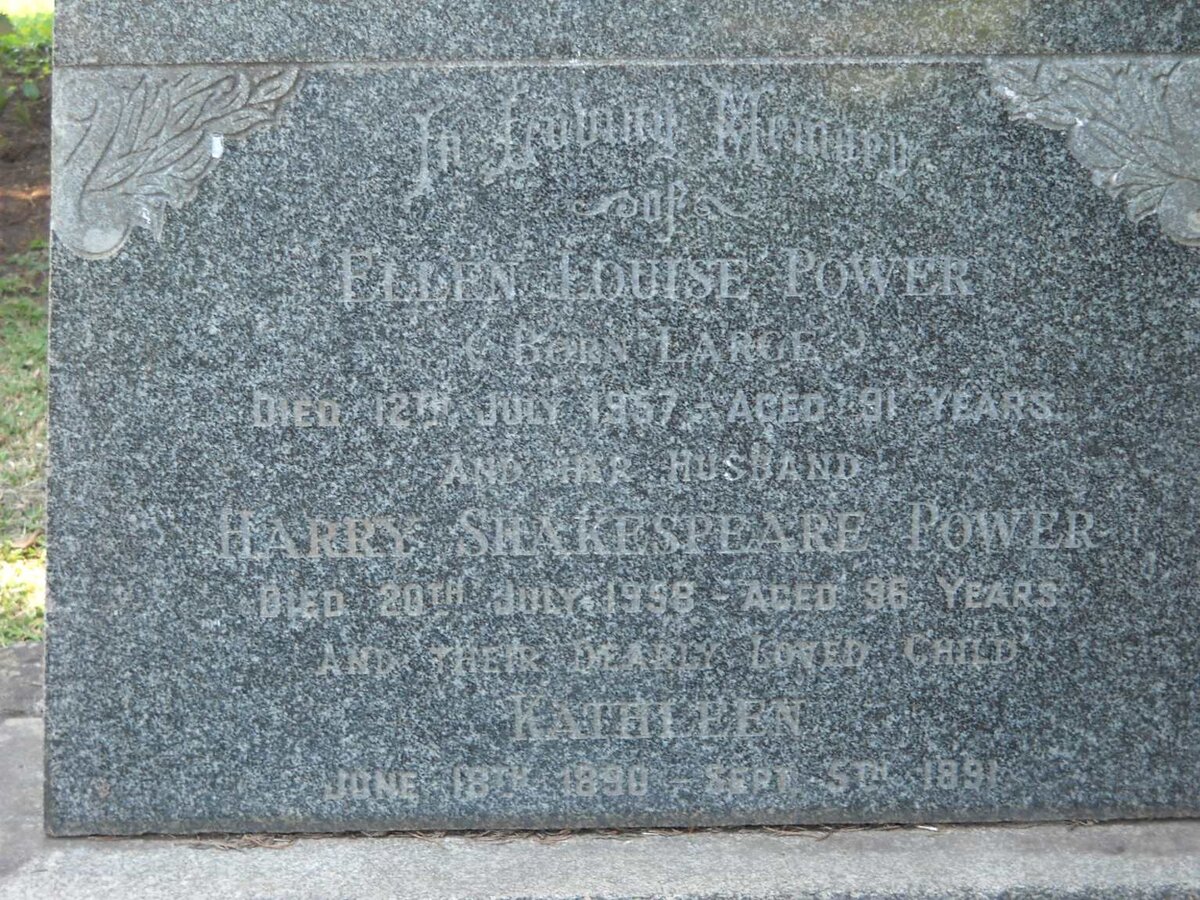 In Loving Memory
of
ELLEN LOUISE POWER
(BORN LARGE)
DIED 12TH JULY 1957 - AGED 91 YEARS
AND HER HUSBAND
HARRY SHAKESPEARE POWER
DIED 20TH JULY 1958 - AGED 96 YEARS
AND THEIR DEARLY LOVED CHILD
KATHLEEN
JUNE 18TH 1890 - SEPT. 5TH 1891